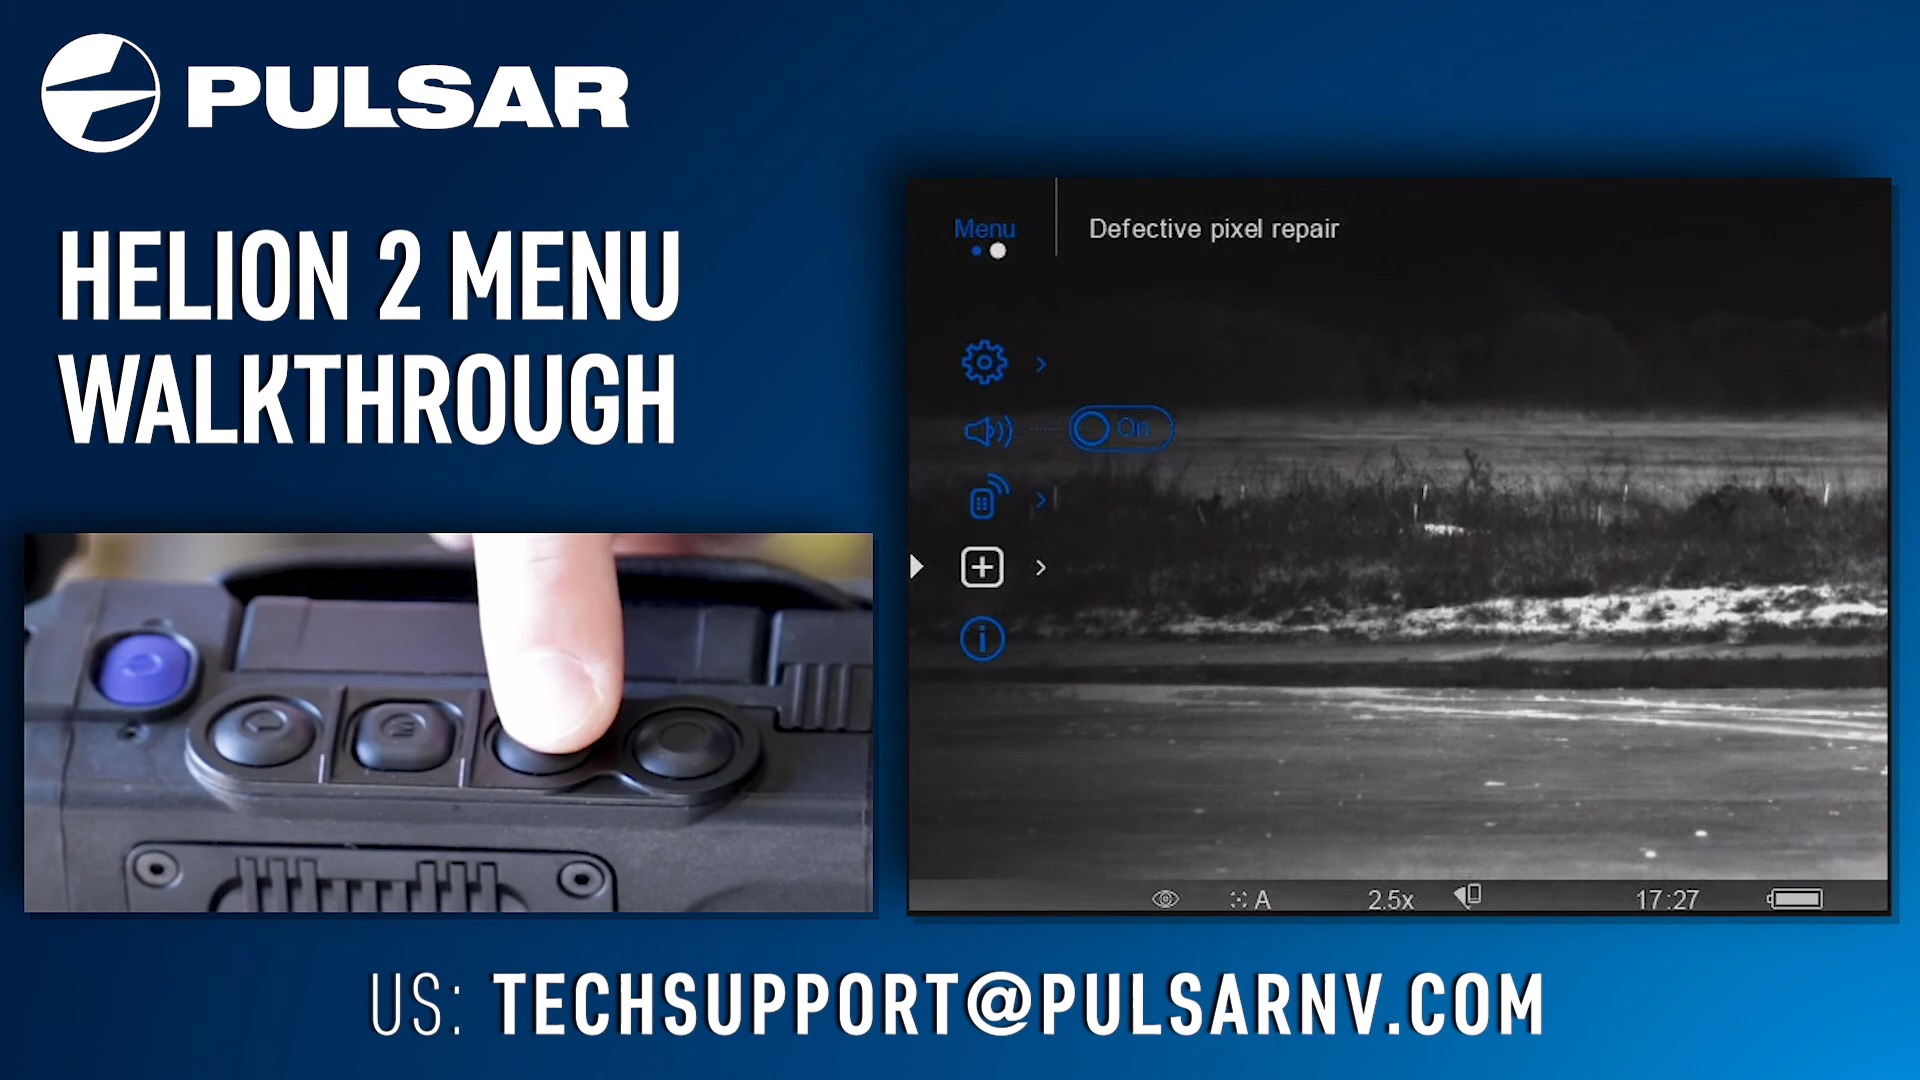 PULSAR
HELION 2 MENU
WALKTHROUGH
Menu
Defective pixel repair
On
A
2.5x
17:27
US: TECHSUPPORT@PULSARNV.COM